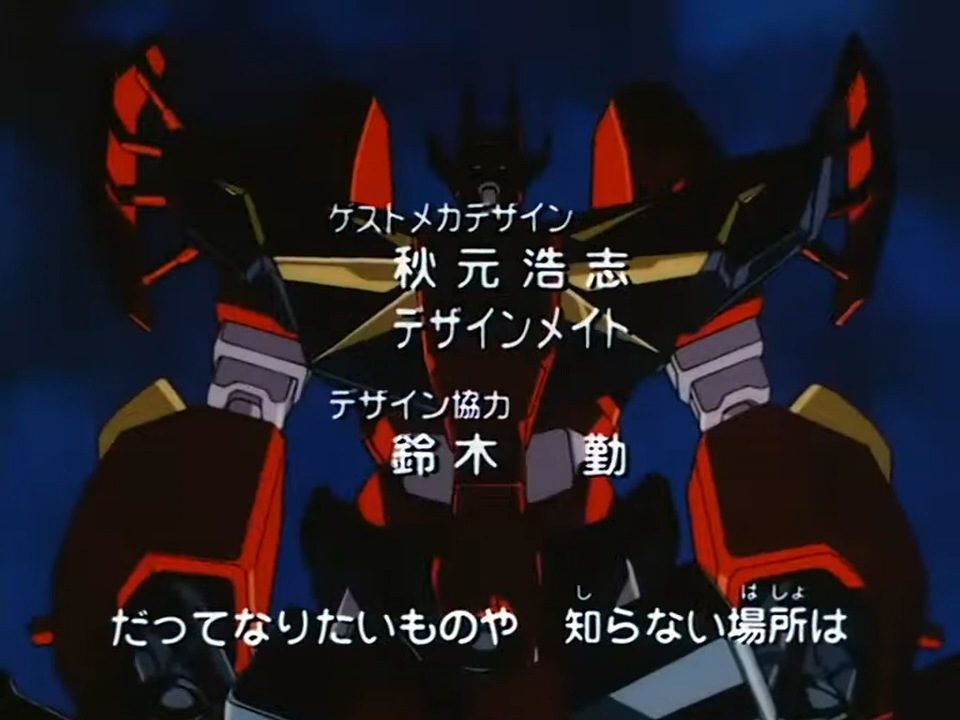 ゲストメカデザイン
秋元浩志
デザインメイト
デザイン協力
鈴木 勤
だってなりたいものや 知らない場所は
し ばしょ